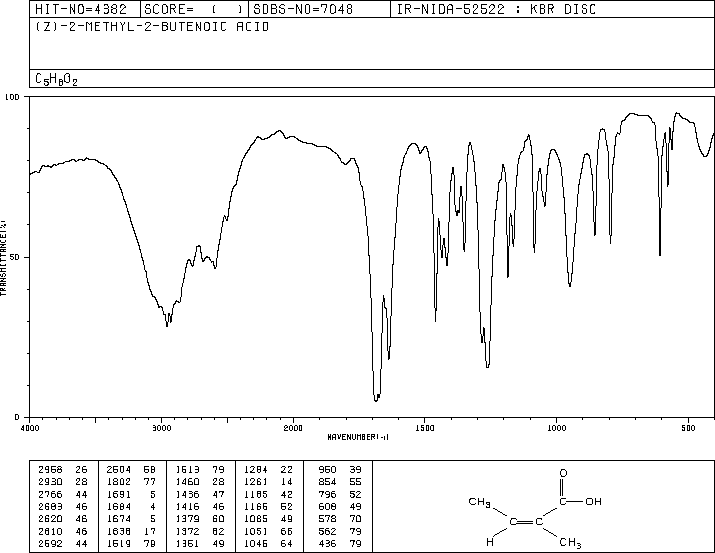 HIT-NO=4382 SCORE= ( ) SDBS-NO=7048 IR-NIDA-52522 : KBR DISC
(Z)-2-METHYL-2-BUTENOIC ACID
C5H8O2
100
50
0
TRANSMITTANCE(%)
4000 3000 2000 1500 1000 500
WAVENUMBER(-1)
2958 26 2504 58 1519 79 1284 22 950 39
2930 28 1802 77 1460 28 1261 14 854 55
2766 44 1691 5 1436 47 1185 42 796 52
2689 46 1684 4 1416 46 1166 52 608 49
2620 46 1674 5 1379 60 1085 49 578 70
2610 46 1638 17 1372 62 1051 66 562 79
2592 44 1519 79 1351 49 1046 64 436 79
O
CH3 C OH
C=C
H CH3